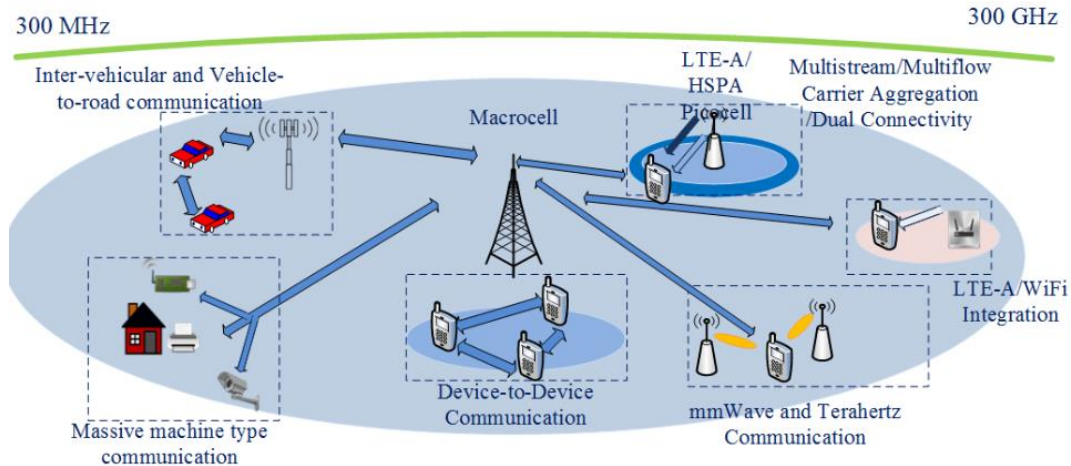 300 MHz
300 GHz
Inter-vehicular and Vehicle-
to-road communication
Macrocell
LTE-A/
HSPA
Picocell
Multistream/Multiflow
Carrier Aggregation
/Dual Connectivity
LTE-A/WiFi
Integration
Device-to-Device
Communication
mmWave and Terahertz
Communication
Massive machine type
communication